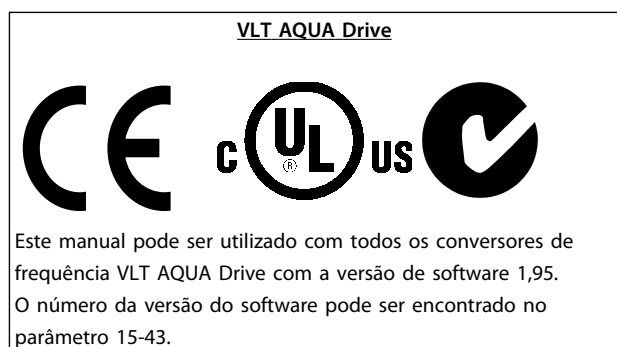 VLT AQUA Drive
CE C UL ® US
Este manual pode ser utilizado com todos os conversores de
frequência VLT AQUA Drive com a versão de software 1,95.
O número da versão do software pode ser encontrado no
parâmetro 15-43.